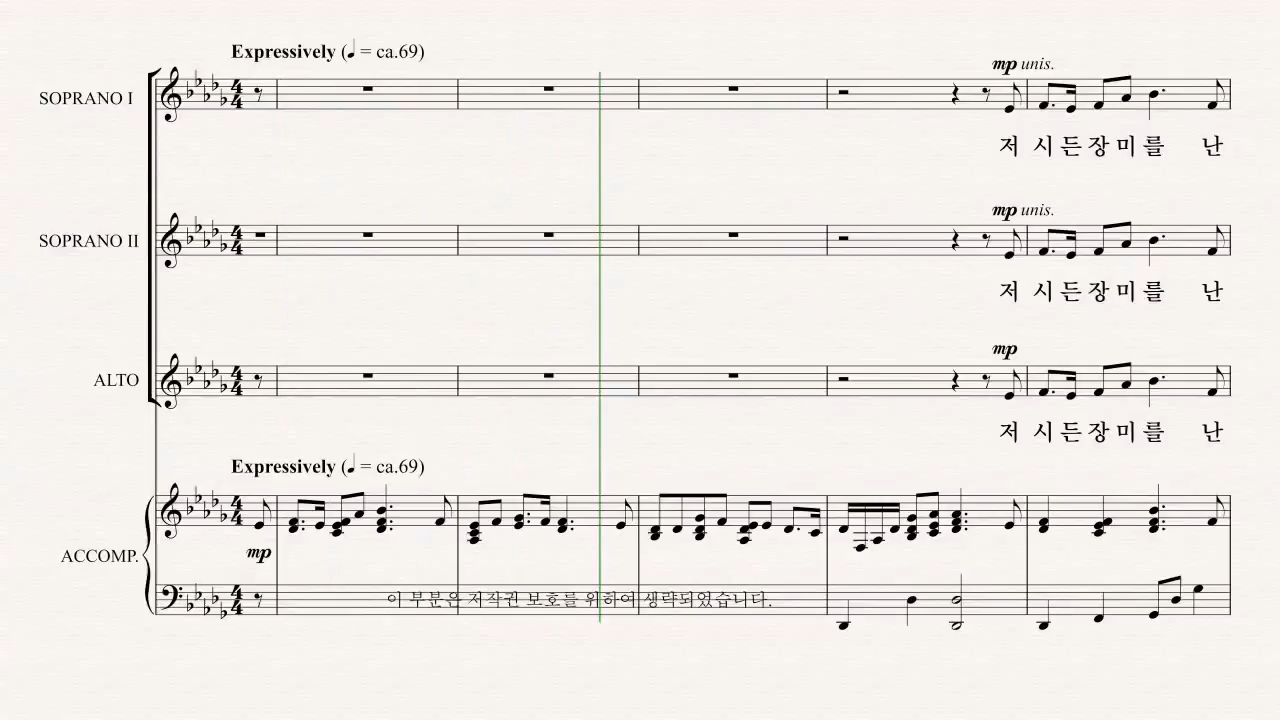 Expressively (♩ = ca.69)
mp unis.
SOPRANO I
저 시 든 장 미 를 난
mp unis.
SOPRANO II
저 시 든 장 미 를 난
mp
ALTO
저 시 든 장 미 를 난
Expressively (♩ = ca.69)
mp
ACCOMP.
이 부분은 저작권 보호를 위하여 생략되었습니다.